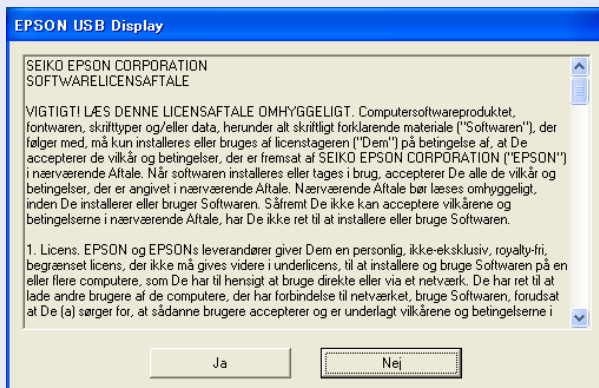 EPSON USB Display
SEIKO EPSON CORPORATION
SOFTWARELICENSAFTALE
VIGTIGT! LÆS DENNE LICENSAFTALE OMHYGGELIGT. Computersoftwareproduktet,
fontwaren, skrifttyper og/eller data, herunder alt skriftligt forklarende materiale ("Softwaren"), der
følger med, må kun installeres eller bruges af licenstageren ("Dem") på betingelse af, at De
accepterer de vilkår og betingelser, der er fremsat af SEIKO EPSON CORPORATION ("EPSON")
i nærværende Aftale. Når softwaren installeres eller tages i brug, accepterer De alle de vilkår og
betingelser, der er angivet i nærværende Aftale. Nærværende Aftale bør læses omhyggeligt,
inden De installerer eller bruger Softwaren. Såfremt De ikke kan acceptere vilkårene og
betingelserne i nærværende Aftale, har De ikke ret til at installere eller bruge Softwaren.
1. Licens. EPSON og EPSONs leverandører giver Dem en personlig, ikke-eksklusiv, royalty-fri,
begrænset licens, der ikke må gives videre i underlicens, til at installere og bruge Softwaren på en
eller flere computere, som De har til hensigt at bruge direkte eller via et netværk. De har ret til at
lade andre brugere af de computere, der har forbindelse til netværket, bruge Softwaren, forudsat
at De (a) sørger for, at sådanne brugere accepterer og er underlagt vilkårene og betingelserne i
Ja
Nej